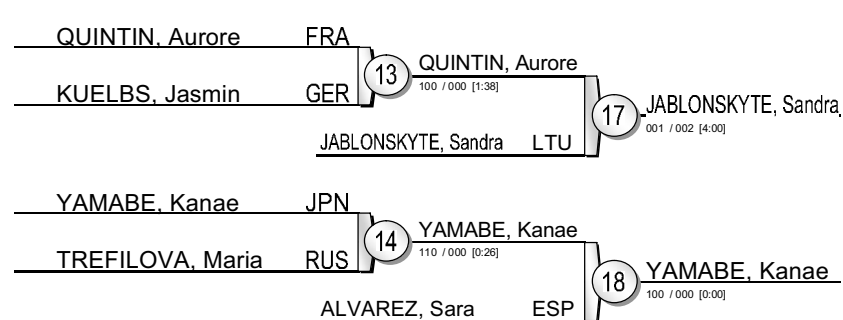 QUINTIN, Aurore FRA
13 QUINTIN, Aurore
100 / 000 [1:38]
KUELBS, Jasmin GER
17 JABLONSKYTE, Sandra
001 / 002 [4:00]
JABLONSKYTE, Sandra LTU
YAMABE, Kanae JPN
14 YAMABE, Kanae
110 / 000 [0:26]
TREFILOVA, Maria RUS
18 YAMABE, Kanae
100 / 000 [0:00]
ALVAREZ, Sara ESP